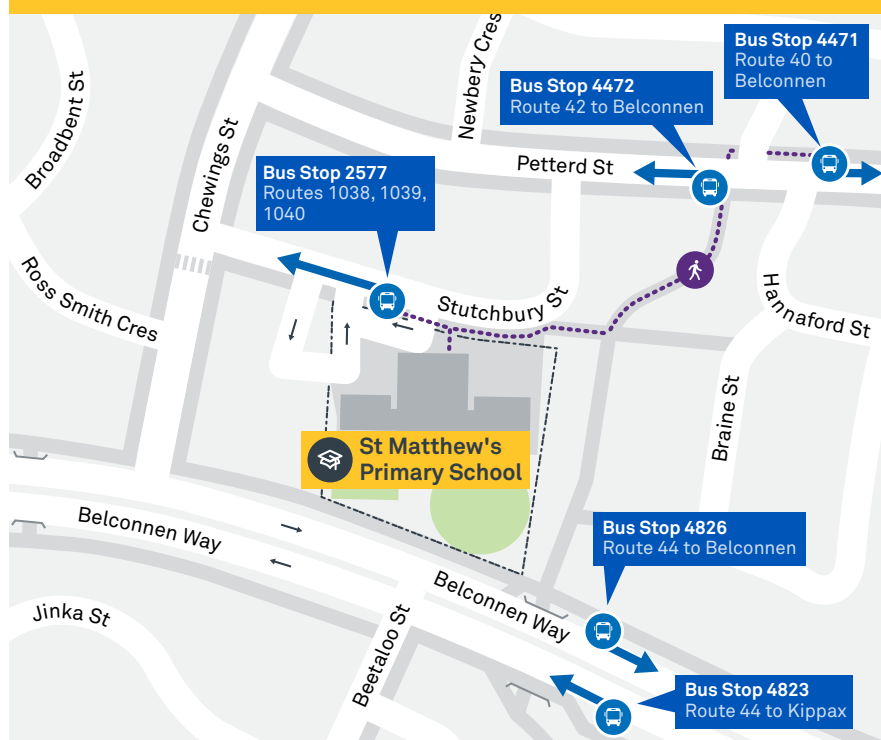 Bus Stop 4471
Route 40 to
Belconnen
Bus Stop 4472
Route 42 to Belconnen
Newbery Cres
Broadbent St
Petterd St
Chewings St
Bus Stop 2577
Routes 1038, 1039,
1040
Ross Smith Cres
Stutchbury St
Hannaford St
Braine St
St Matthew's
Primary School
Belconnen Way
Bus Stop 4826
Route 44 to Belconnen
Belconnen Way
Jinka St
Beetaloo St
Bus Stop 4823
Route 44 to Kippax